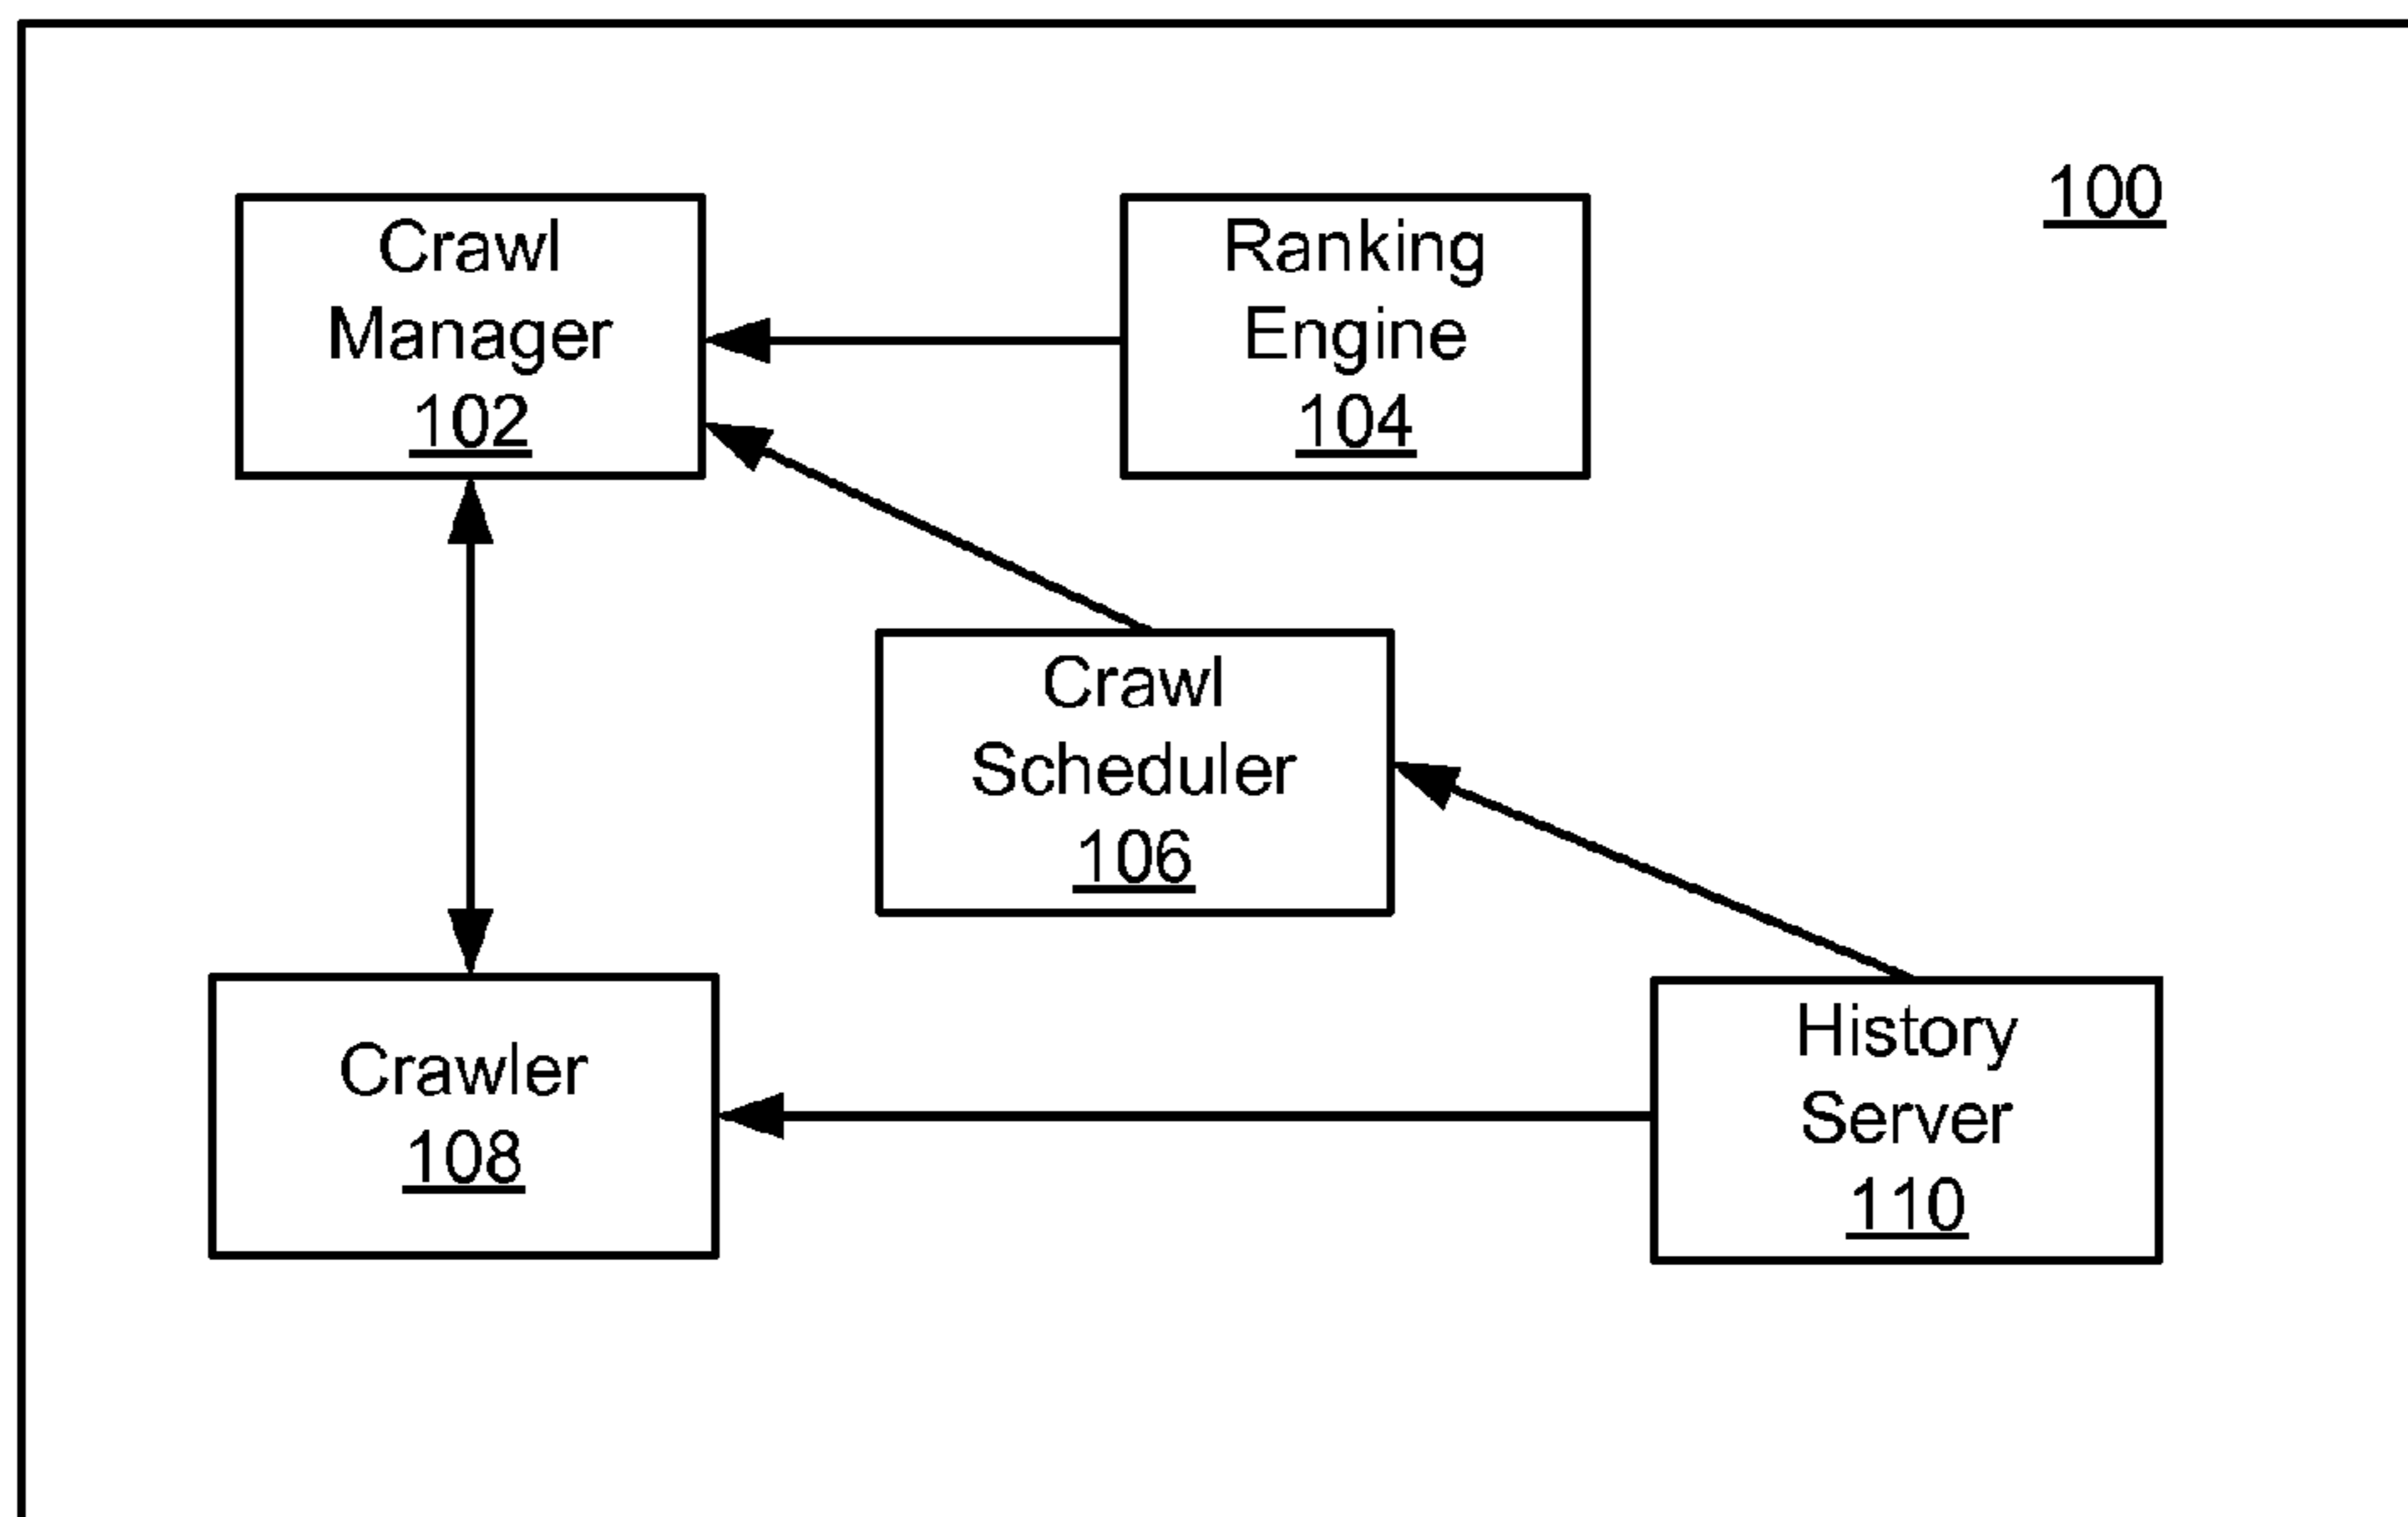 100
Crawl
Manager
102
Ranking
Engine
104
Crawl
Scheduler
106
Crawler
108
History
Server
110